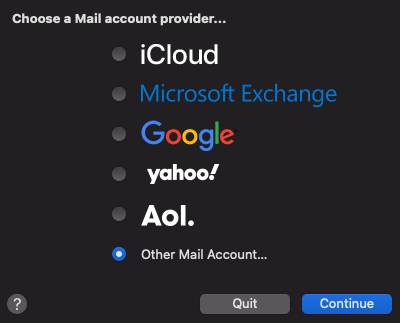 Choose a Mail account provider...
iCloud
Microsoft Exchange
Google
yahoo!
Aol.
Other Mail Account...
?
Quit
Continue